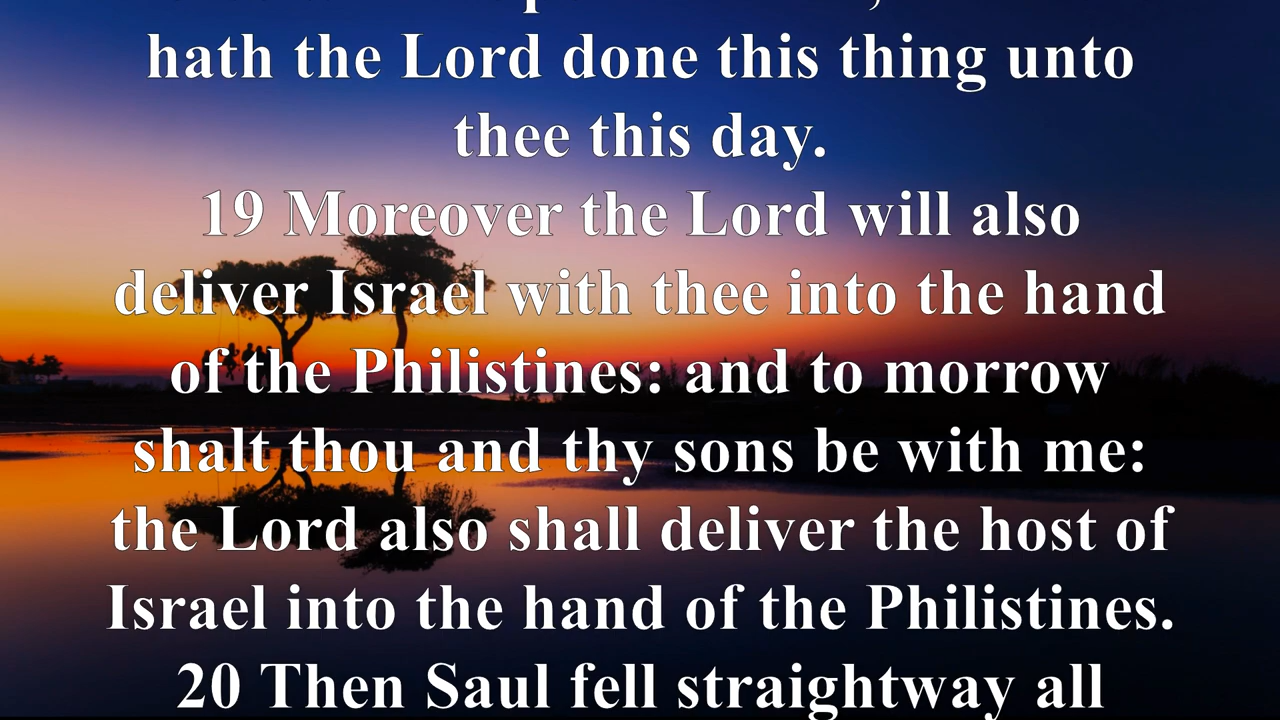 hath the Lord done this thing unto
thee this day.
19 Moreover the Lord will also
deliver Israel with thee into the hand
of the Philistines: and to morrow
shalt thou and thy sons be with me:
the Lord also shall deliver the host of
Israel into the hand of the Philistines.
20 Then Saul fell straightway all